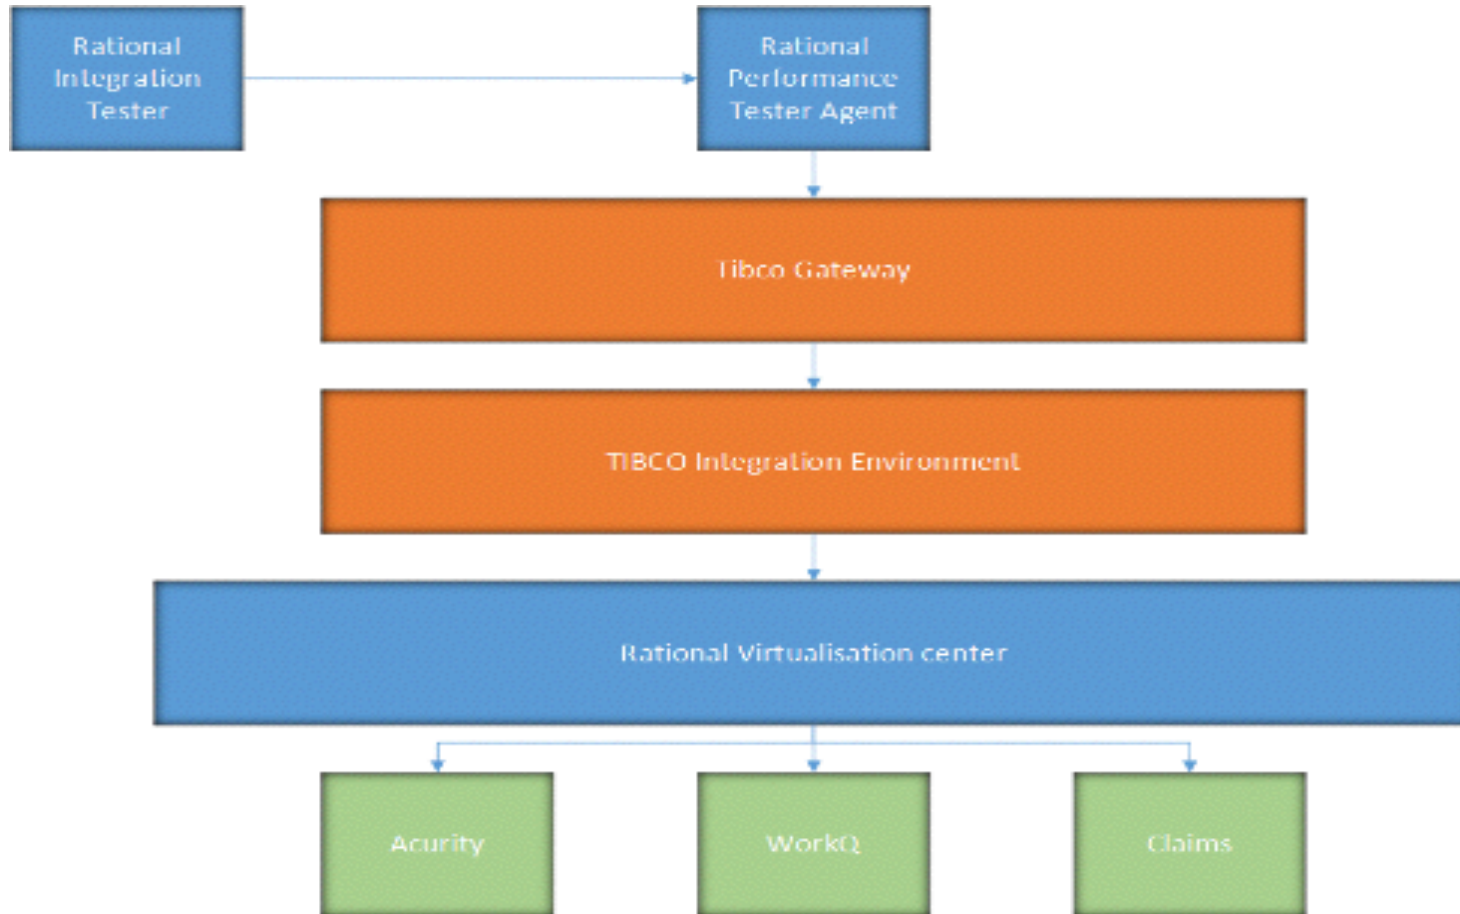 Rational
Integration
Tester
Rational
Performance
Tester Agent
Tibco Gateway
TIBCO Integration Environment
Rational Virtualisation center
Acurity
WorkQ
Claims